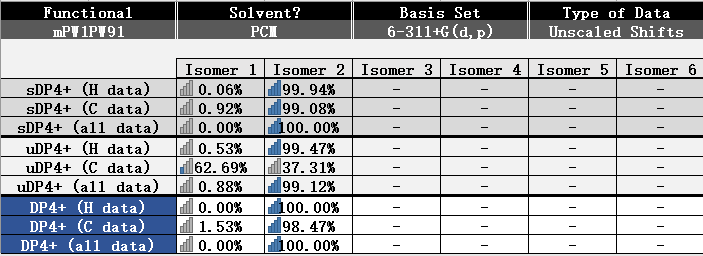 Functional Solvent? Basis Set Type of Data
mPW1PW91 PCM 6-311+G(d,p) Unscaled Shifts
Isomer 1 Isomer 2 Isomer 3 Isomer 4 Isomer 5 Isomer 6
sDP4+ (H data) 0.06% 99.94% – – – –
sDP4+ (C data) 0.92% 99.08% – – – –
sDP4+ (all data) 0.00% 100.00% – – – –
uDP4+ (H data) 0.53% 99.47% – – – –
uDP4+ (C data) 62.69% 37.31% – – – –
uDP4+ (all data) 0.88% 99.12% – – – –
DP4+ (H data) 0.00% 100.00% – – – –
DP4+ (C data) 1.53% 98.47% – – – –
DP4+ (all data) 0.00% 100.00% – – – –